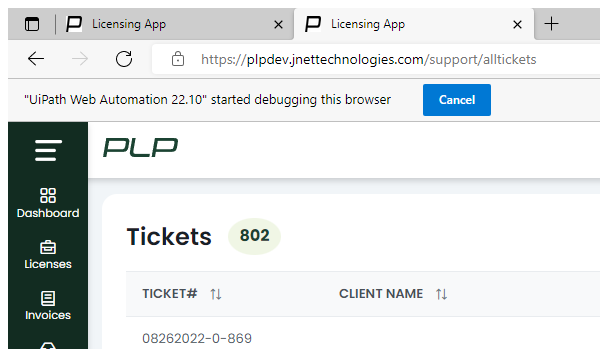 Licensing App
Licensing App
https://plpdev.jnettechnologies.com/support/alltickets
"UiPath Web Automation 22.10" started debugging this browser
Cancel
PLP
Dashboard
Licenses
Invoices
Tickets 802
TICKET# CLIENT NAME
08262022-0-869